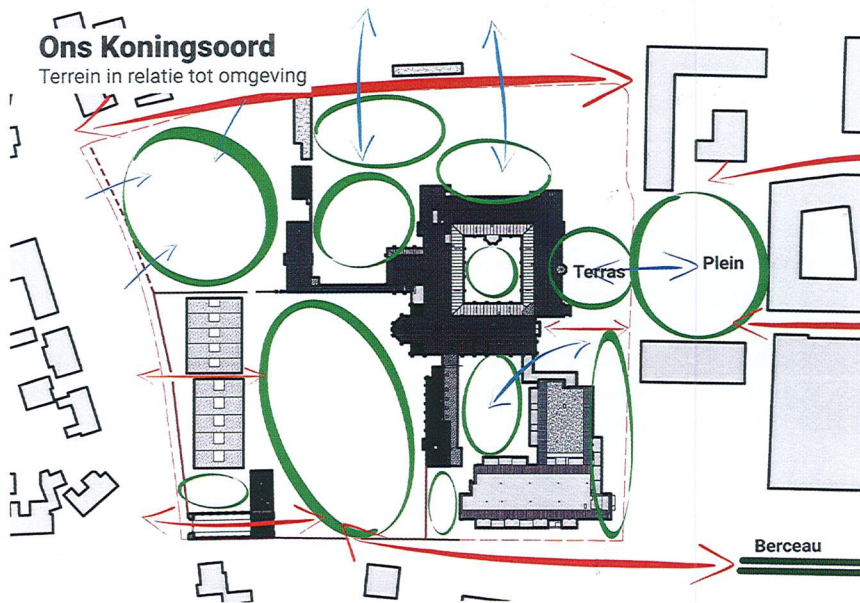 Ons Koningsoord
Terrein in relatie tot omgeving
Terras
Plein
Berceau